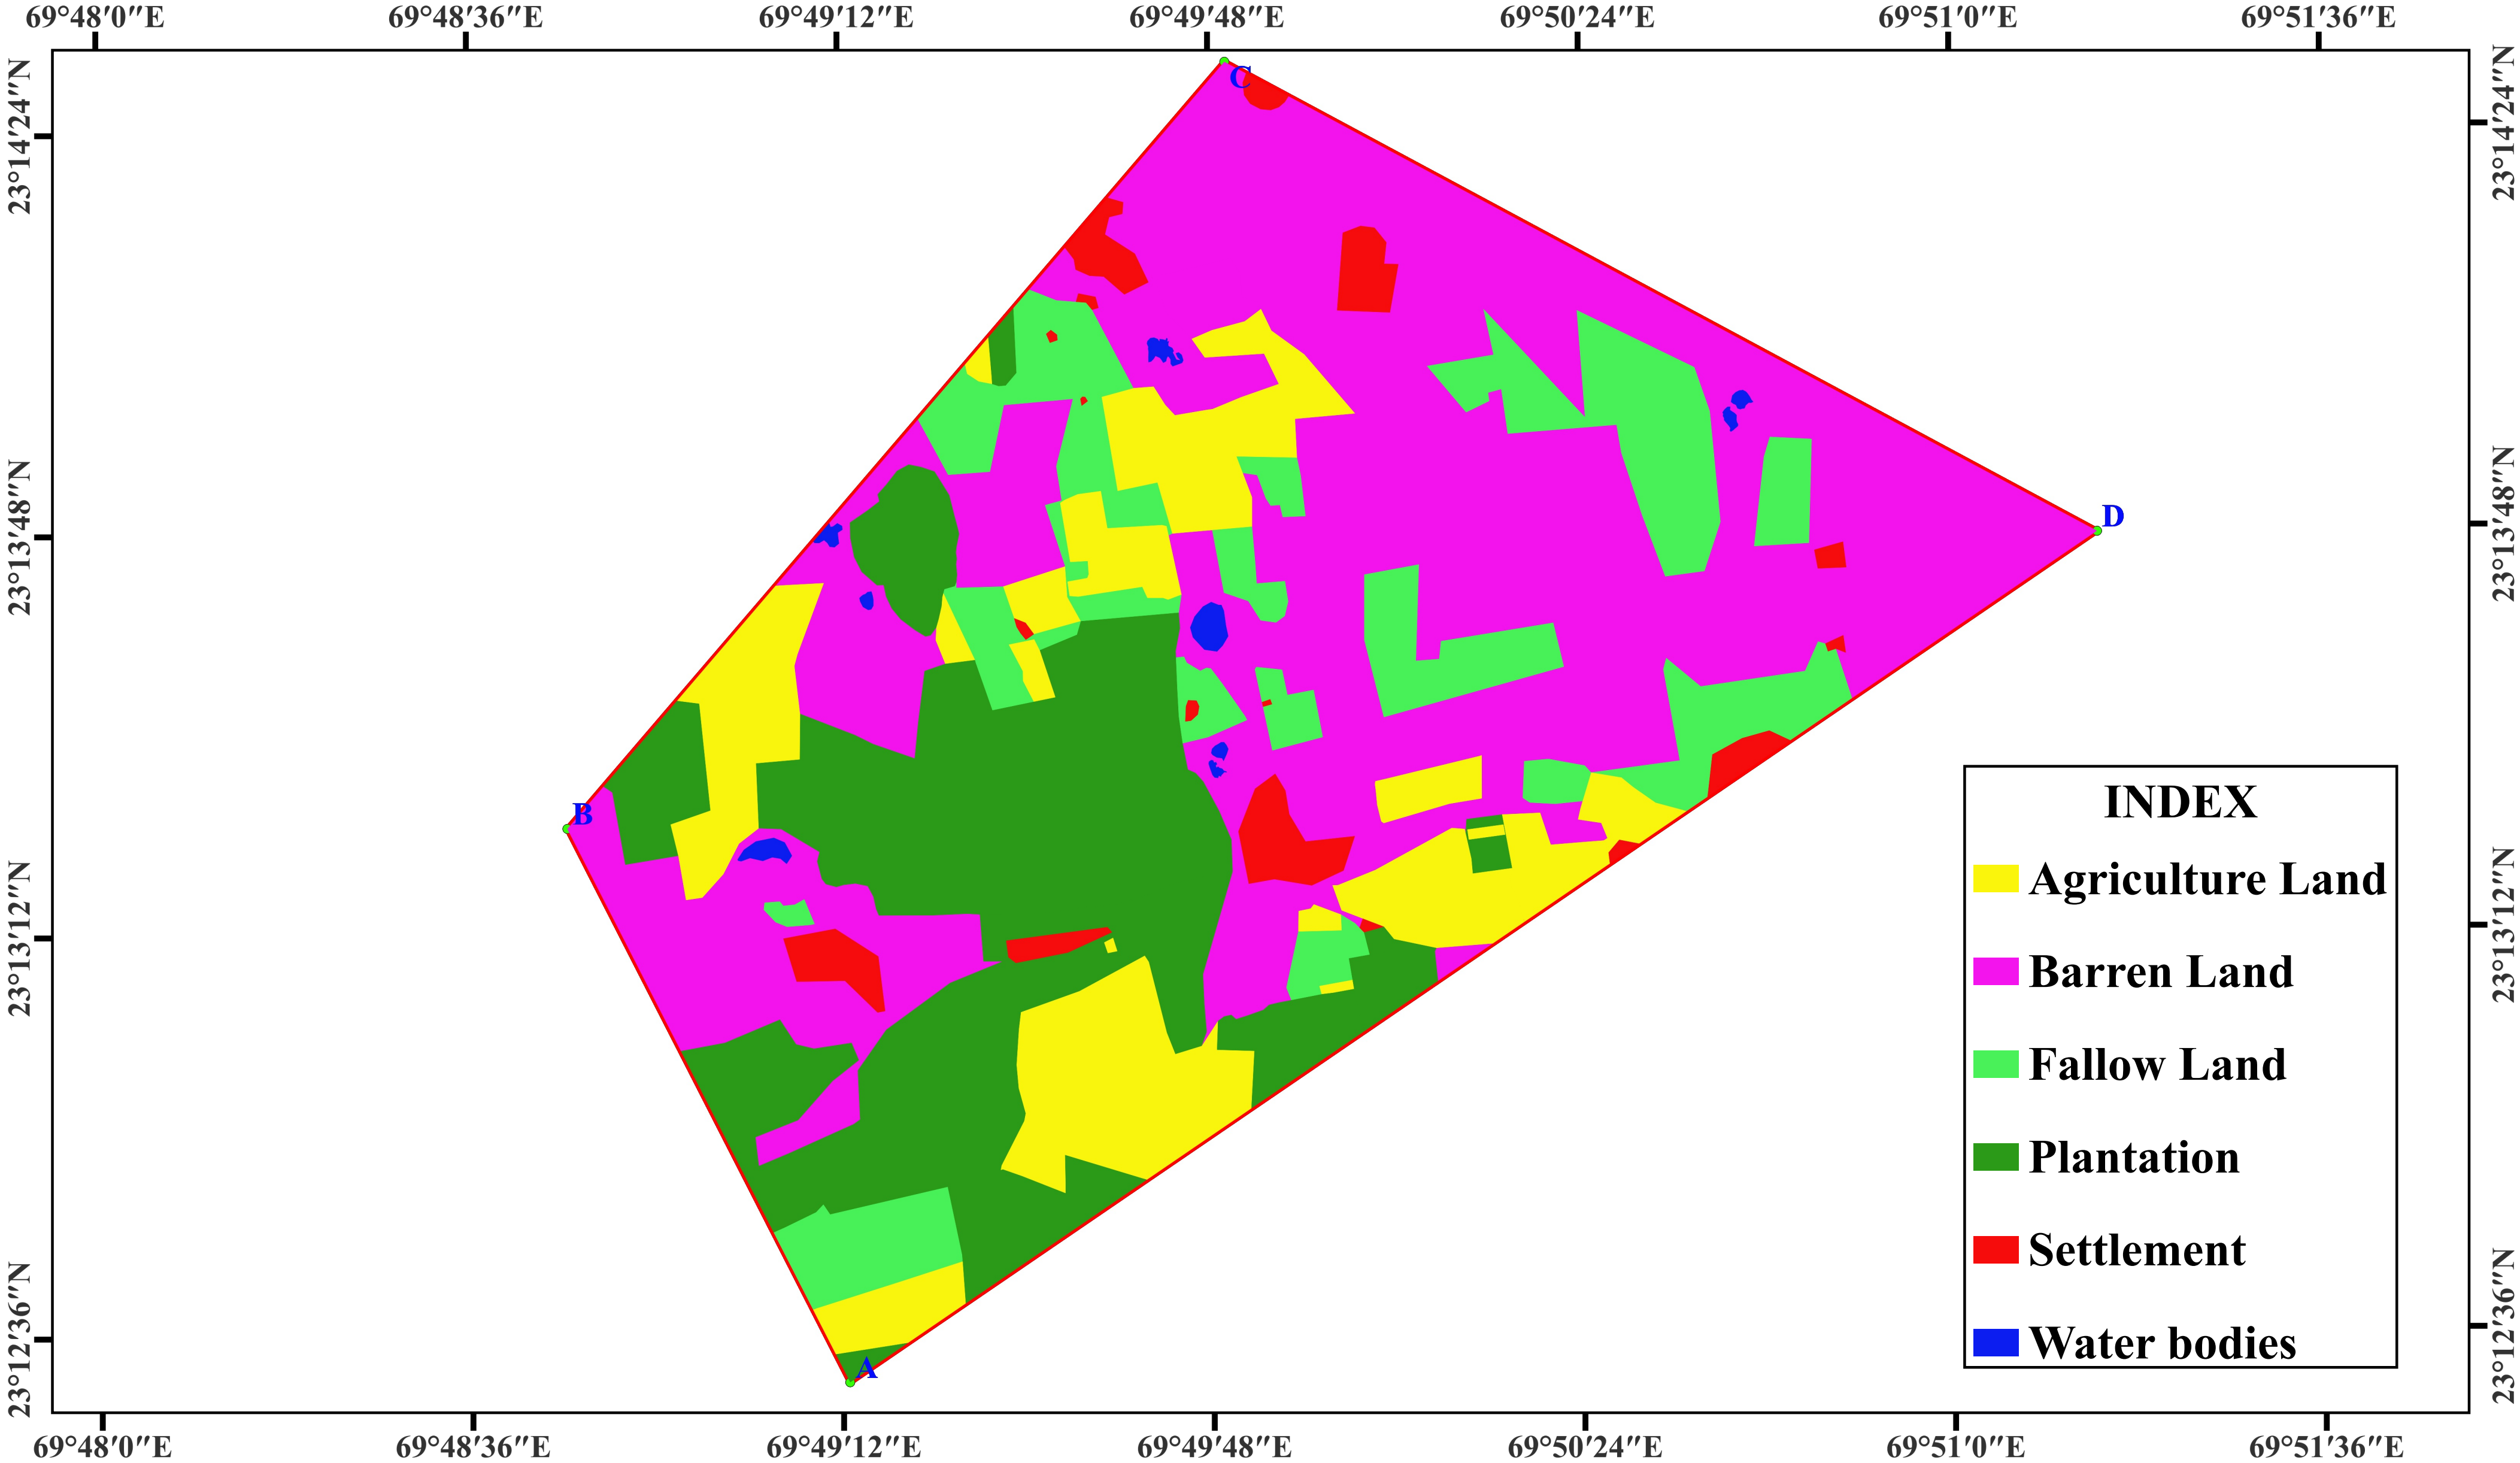 69°48′0″E 69°48′36″E 69°49′12″E 69°49′48″E 69°50′24″E 69°51′0″E 69°51′36″E
23°14′24″N 23°14′24″N
C
23°13′48″N 23°13′48″N
D
B
23°13′12″N 23°13′12″N
INDEX
Agriculture Land
Barren Land
Fallow Land
Plantation
Settlement
Water bodies
23°12′36″N 23°12′36″N
A
69°48′0″E 69°48′36″E 69°49′12″E 69°49′48″E 69°50′24″E 69°51′0″E 69°51′36″E